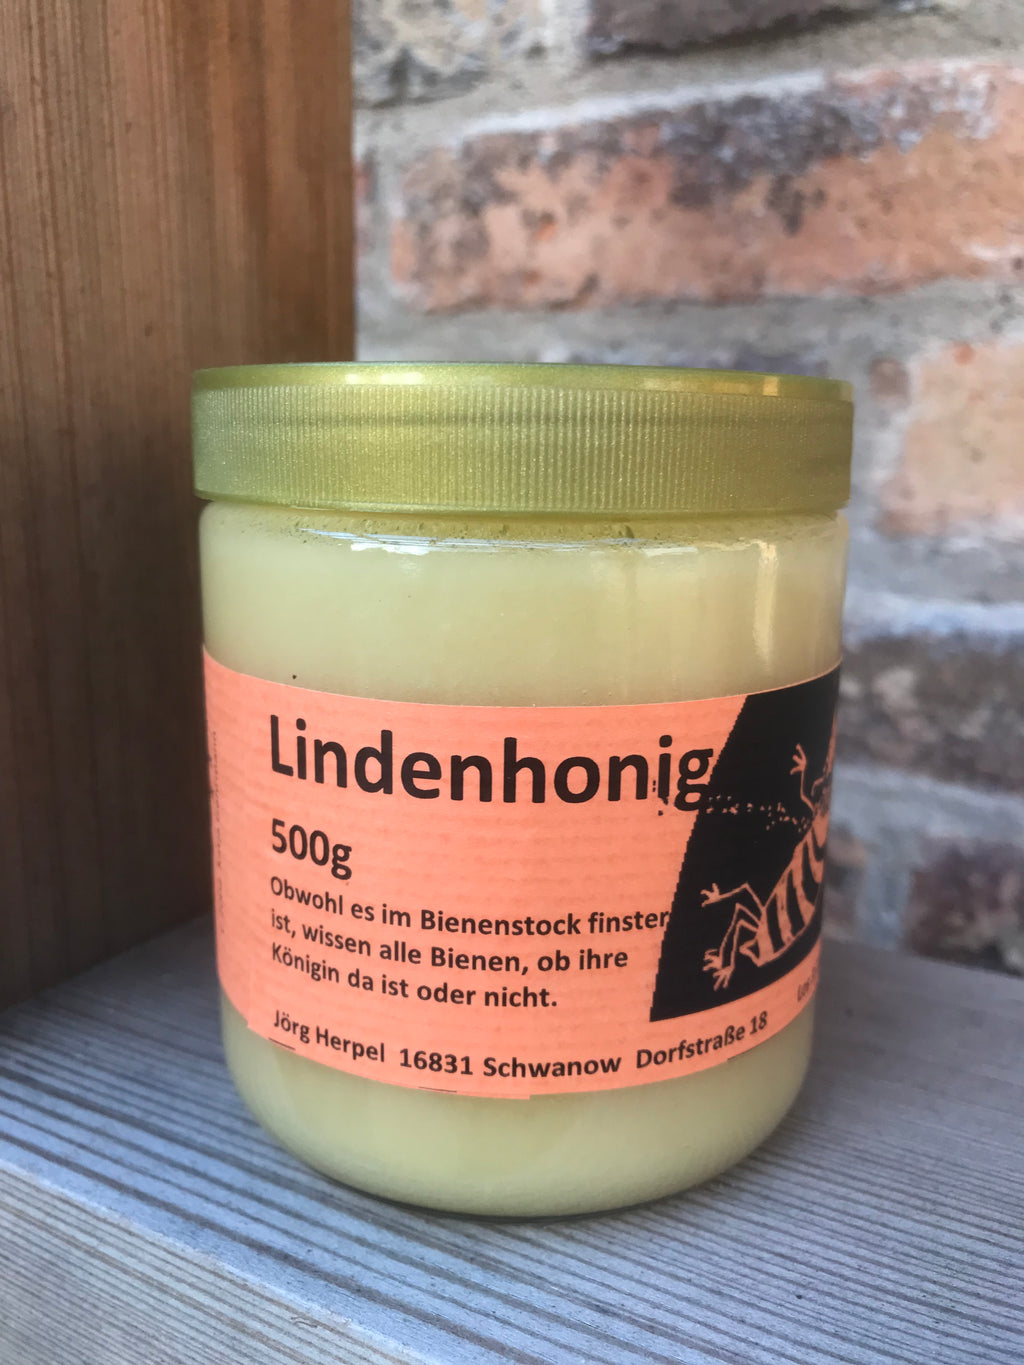 Lindenhonig
500g
Obwohl es im Bienenstock finster
ist, wissen alle Bienen, ob ihre
Königin da ist oder nicht.
Jörg Herpel 16831 Schwanow Dorfstraße 18